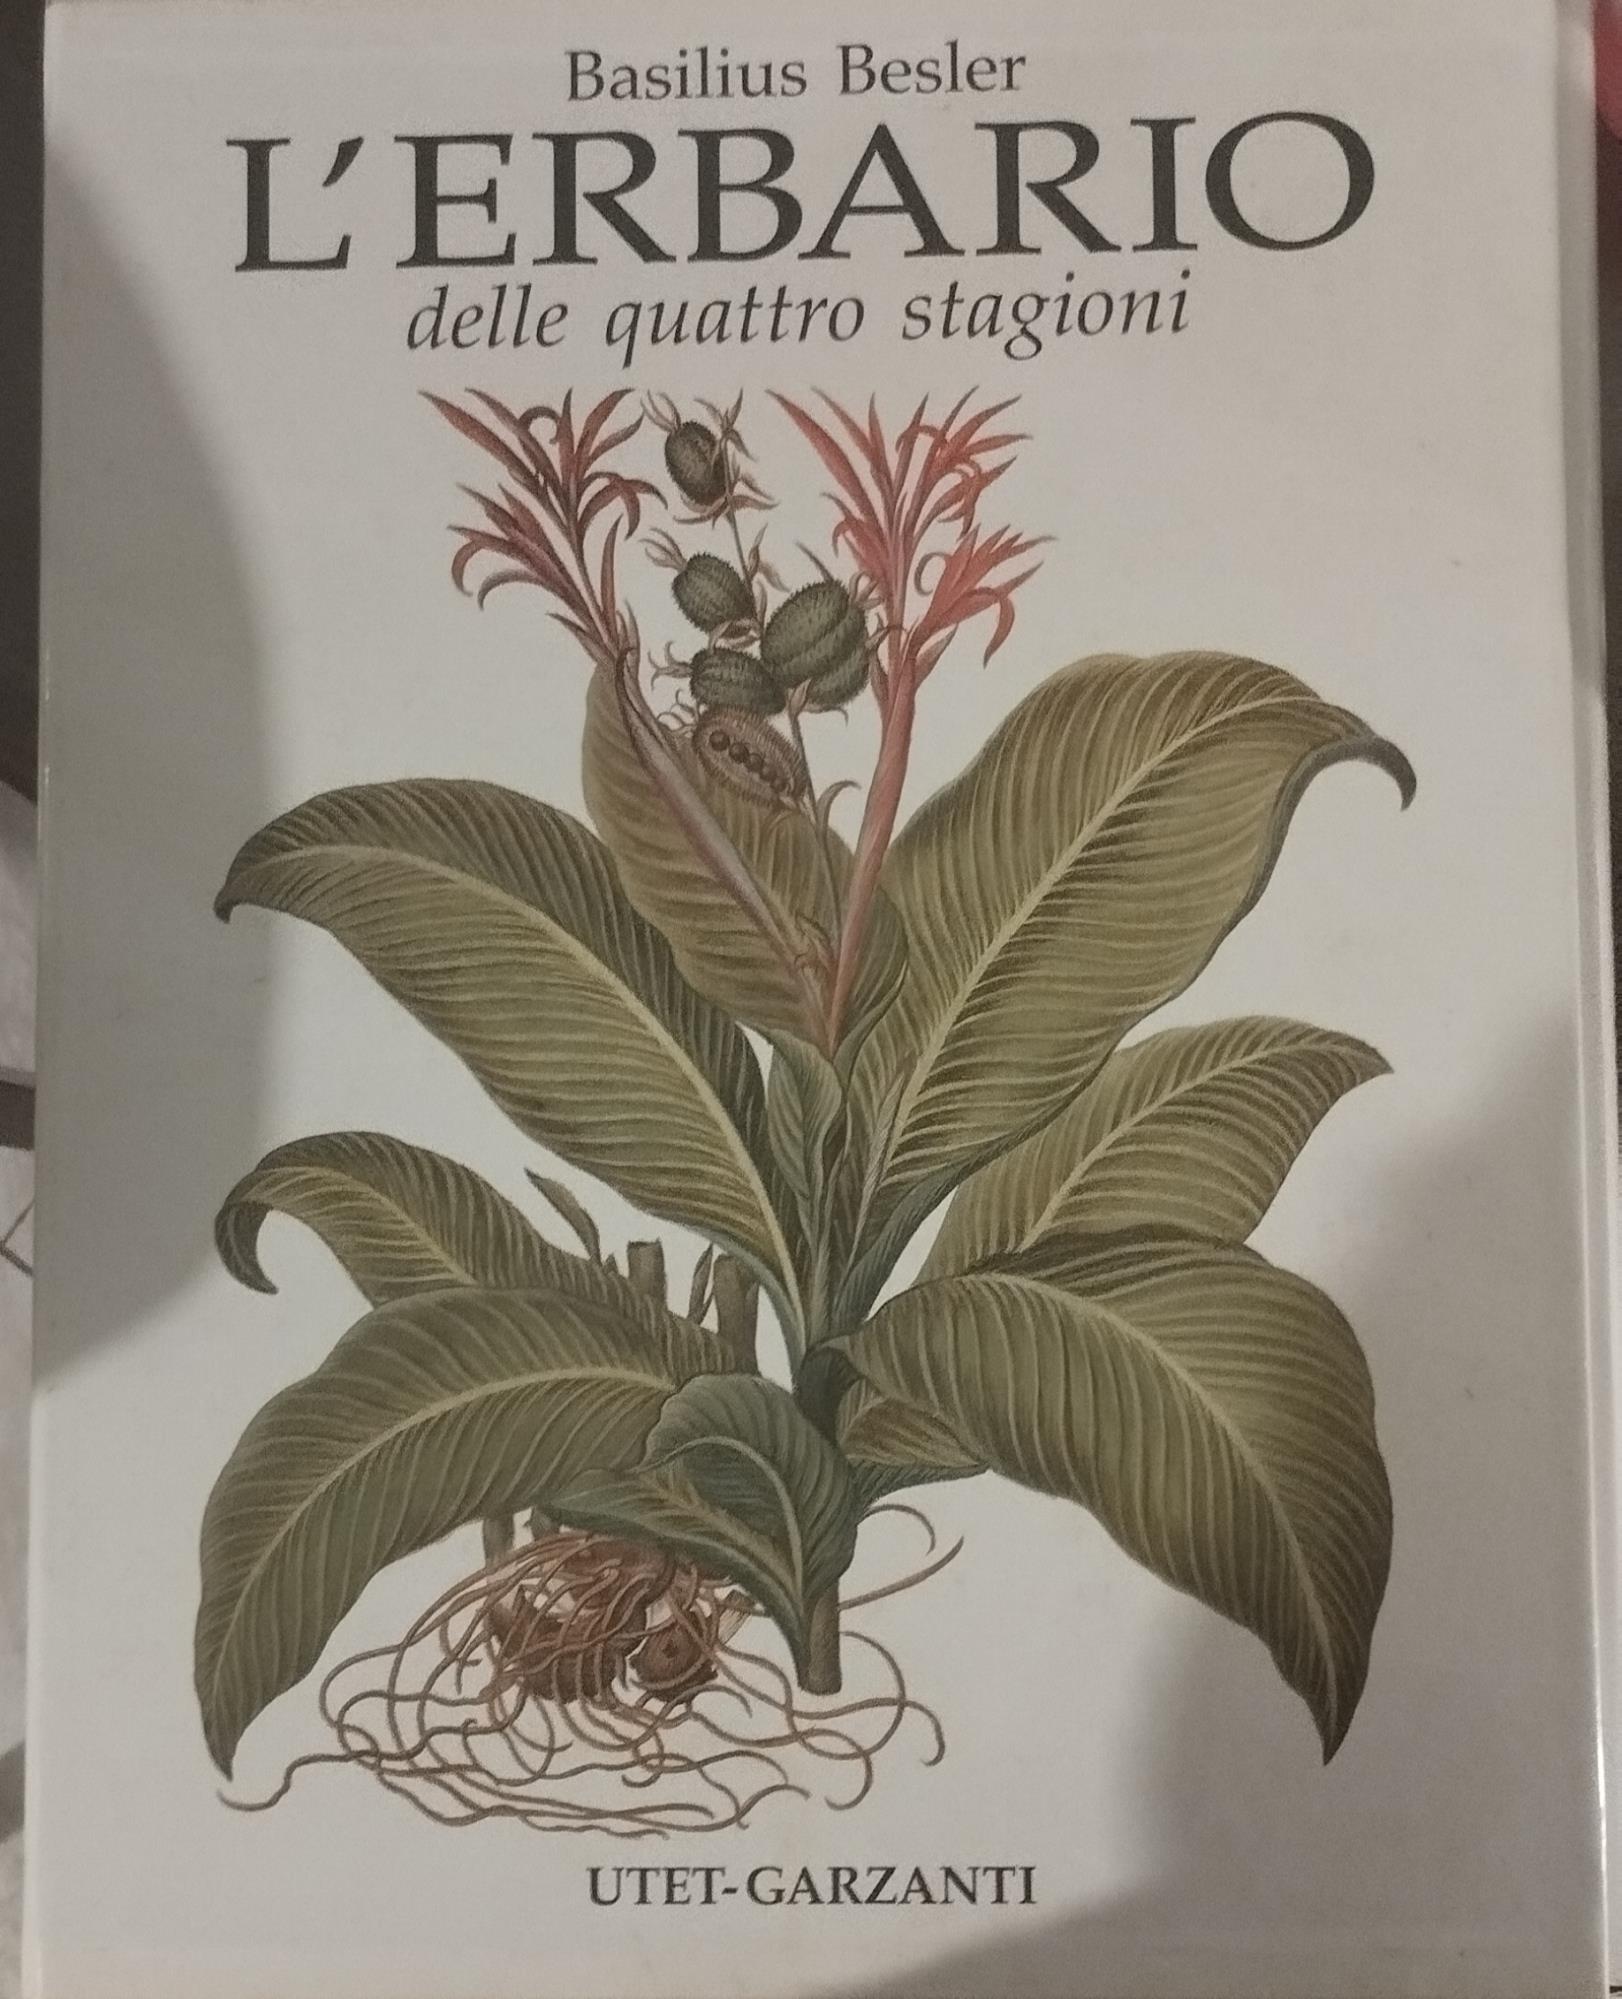 Basilius Besler
L'ERBARIO
delle quattro stagioni
UTET-GARZANTI